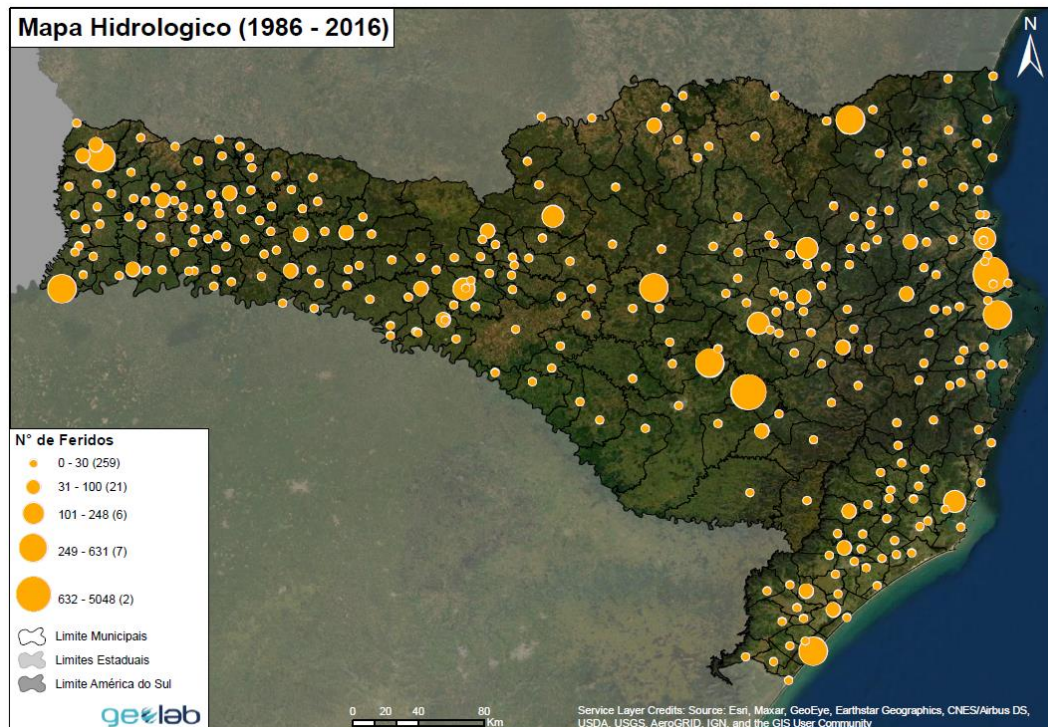 Mapa Hidrologico (1986 - 2016)
N
N° de Feridos
0 - 30 (259)
31 - 100 (21)
101 - 248 (6)
249 - 631 (7)
632 - 5048 (2)
Limite Municipais
Limites Estaduais
Limite América do Sul
geolab
0 20 40 80
Km
Service Layer Credits: Source: Esri, Maxar, GeoEye, Earthstar Geographics, CNES/Airbus DS,
USDA, USGS, AeroGRID, IGN, and the GIS User Community